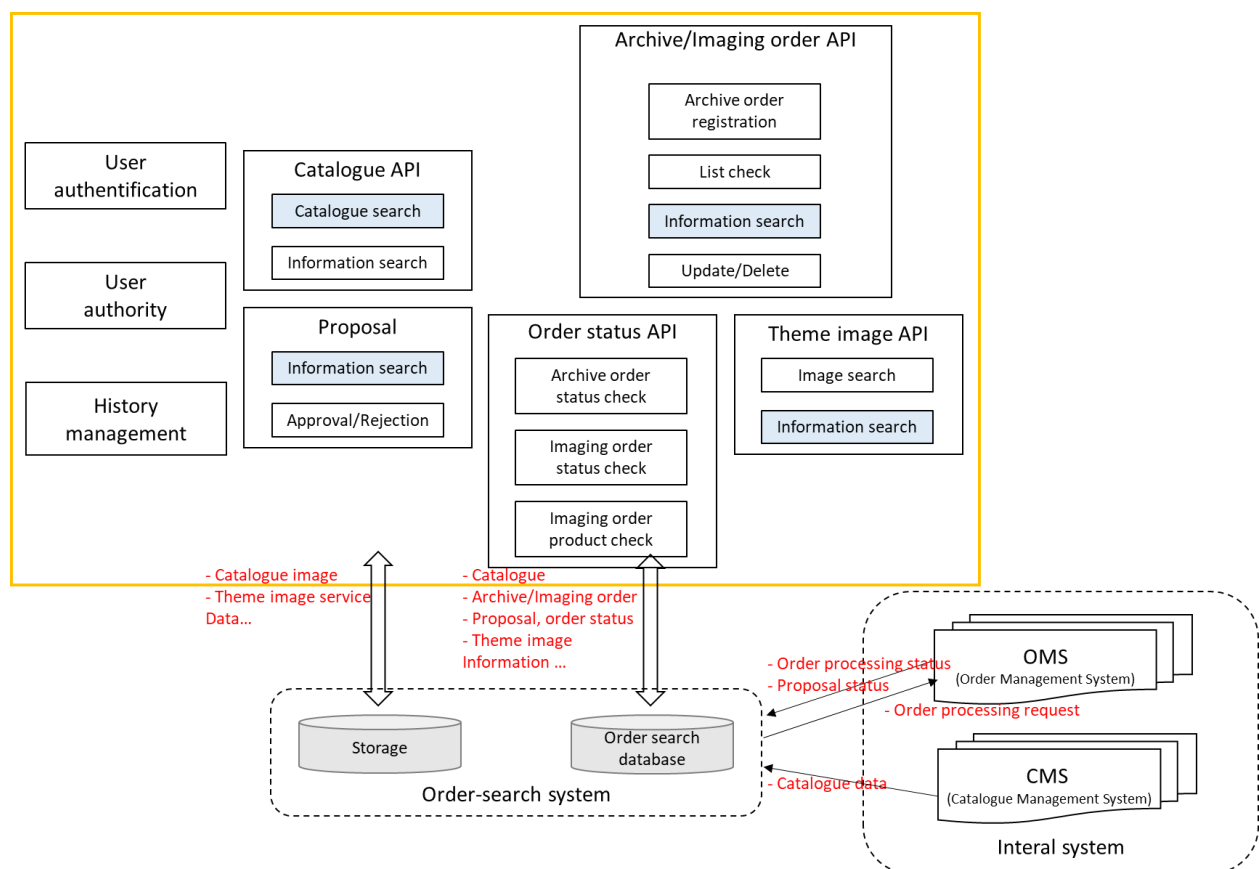 Archive/Imaging order API
Archive order
registration
List check
Information search
Update/Delete
User
authentification
User
authority
History
management
Catalogue API
Catalogue search
Information search
Proposal
Information search
Approval/Rejection
Order status API
Archive order
status check
Imaging order
status check
Imaging order
product check
Theme image API
Image search
Information search
- Catalogue image
- Theme image service
Data...
- Catalogue
- Archive/Imaging order
- Proposal, order status
- Theme image
Information ...
Storage
Order search
database
Order-search system
- Order processing status
- Proposal status
- Order processing request
- Catalogue data
OMS
(Order Management System)
CMS
(Catalogue Management System)
Interal system